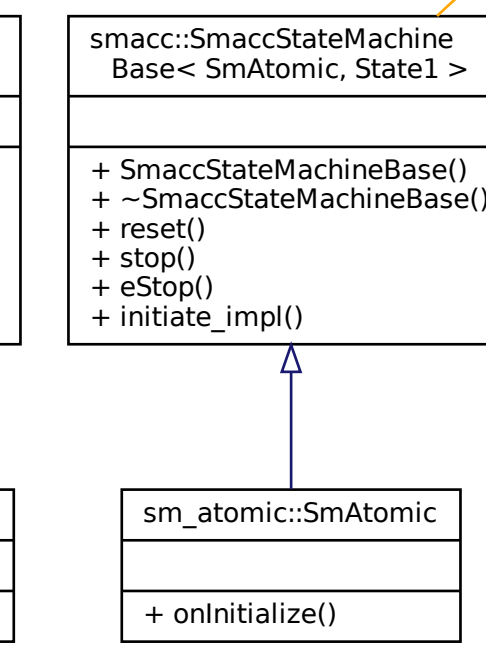 smacc::SmaccStateMachine
Base< SmAtomic, State1 >
+ SmaccStateMachineBase()
+ ~SmaccStateMachineBase()
+ reset()
+ stop()
+ eStop()
+ initiate_impl()
sm_atomic::SmAtomic
+ onInitialize()